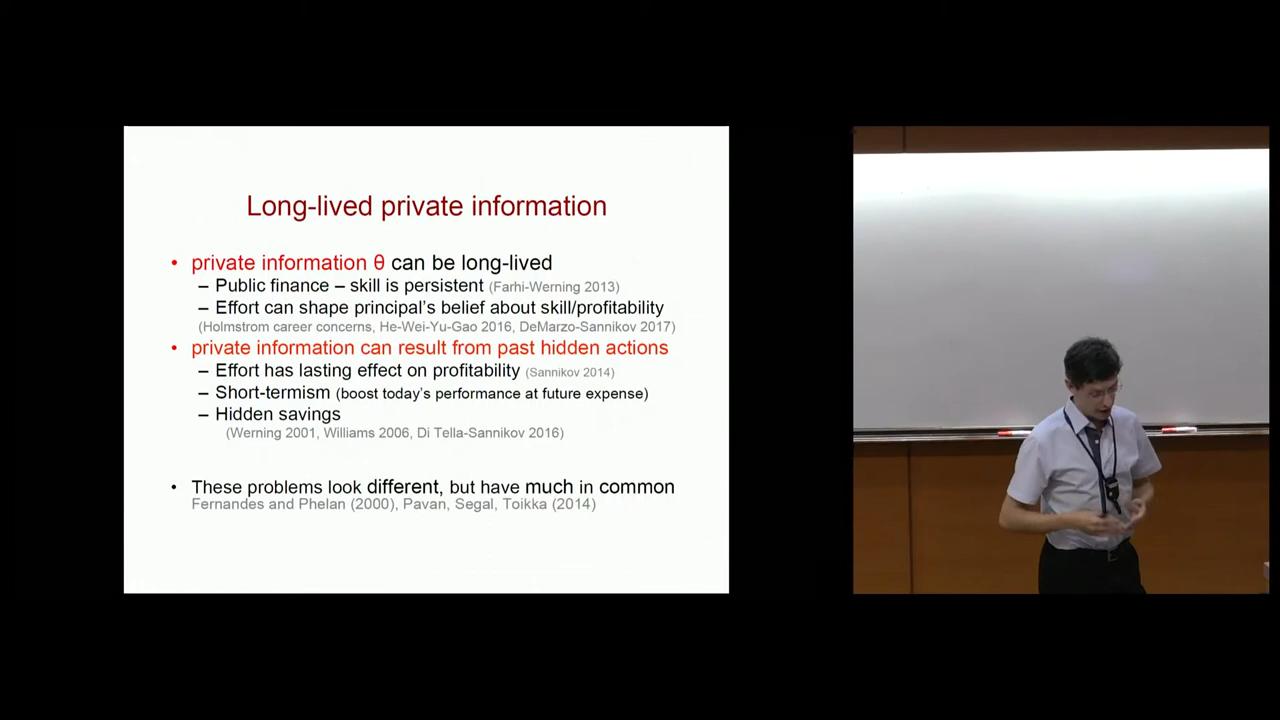 Long-lived private information
• private information θ can be long-lived
– Public finance – skill is persistent (Farhi-Werning 2013)
– Effort can shape principal's belief about skill/profitability
(Holmstrom career concerns, He-Wei-Yu-Gao 2016, DeMarzo-Sannikov 2017)
• private information can result from past hidden actions
– Effort has lasting effect on profitability (Sannikov 2014)
– Short-termism (boost today's performance at future expense)
– Hidden savings
(Werning 2001, Williams 2006, Di Tella-Sannikov 2016)
• These problems look different, but have much in common
Fernandes and Phelan (2000), Pavan, Segal, Toikka (2014)